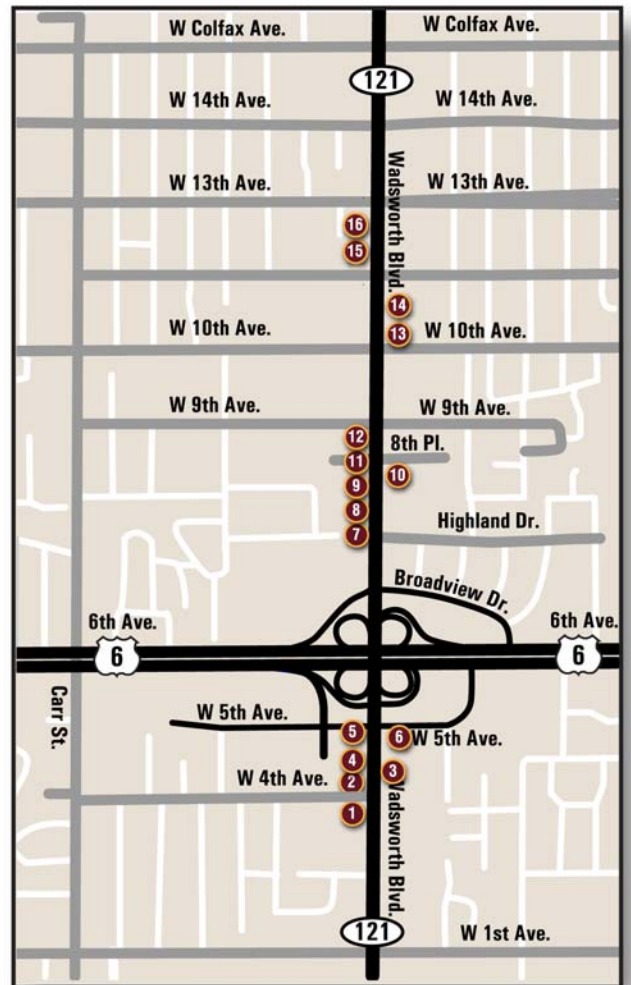 W Colfax Ave. W Colfax Ave.
121
W 14th Ave. W 14th Ave.
W 13th Ave. W 13th Ave.
Wadsworth Blvd.
16
15
14
13
W 10th Ave. W 10th Ave.
W 9th Ave. W 9th Ave.
12
8th Pl.
11
10
9
8
Highland Dr.
7
Broadview Dr.
6th Ave. 6th Ave.
6 6
Carr St.
W 5th Ave.
5
6
W 5th Ave.
4
3
W 4th Ave.
2
1
Wadsworth Blvd.
121
W 1st Ave.